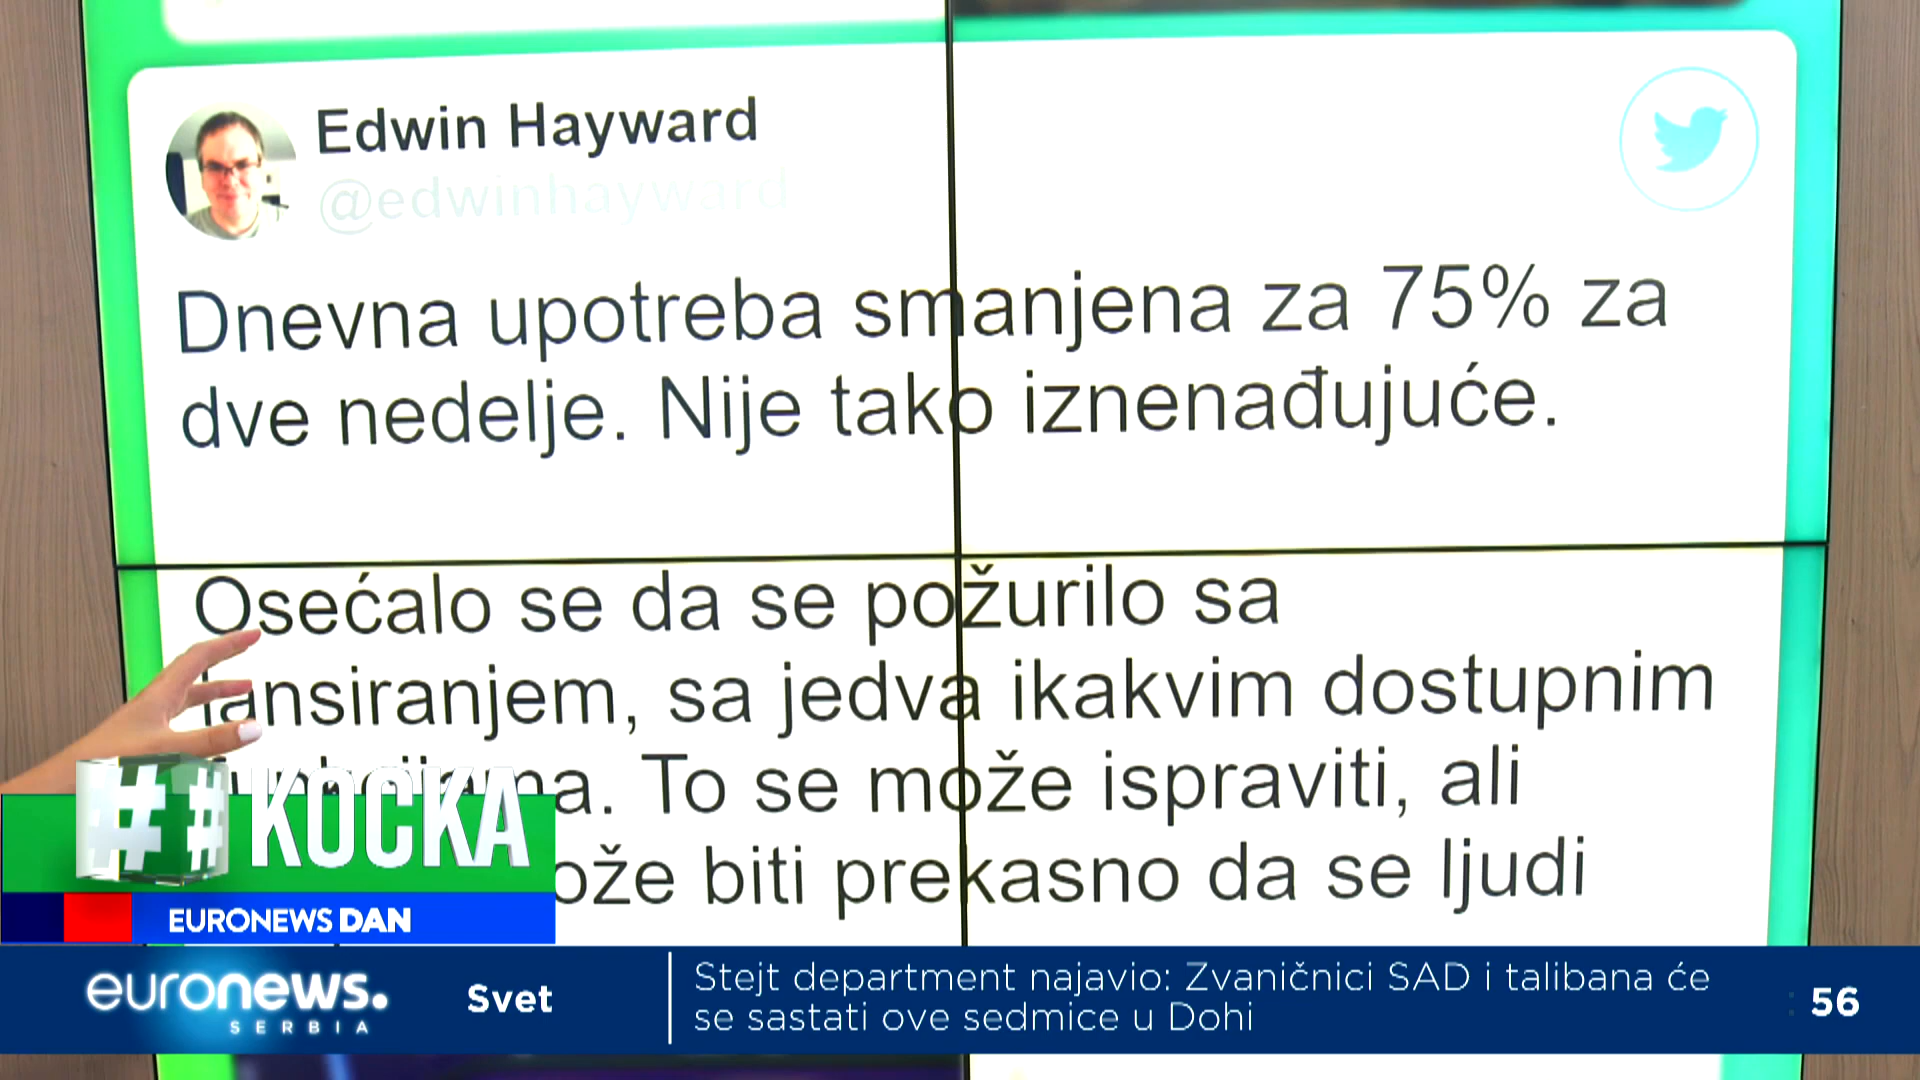 Edwin Hayward
@edwinhayward
Dnevna upotreba smanjena za 75% za
dve nedelje. Nije tako iznenađujuće.
Osećalo se da se požurilo sa
lansiranjem, sa jedva ikakvim dostupnim
To se može ispraviti, ali
biti prekasno da se ljudi
##KOCKA
EURONEWS DAN
euronews.
SERBIA
Svet
Stejt department najavio: Zvaničnici SAD i talibana će
se sastati ove sedmice u Dohi
56